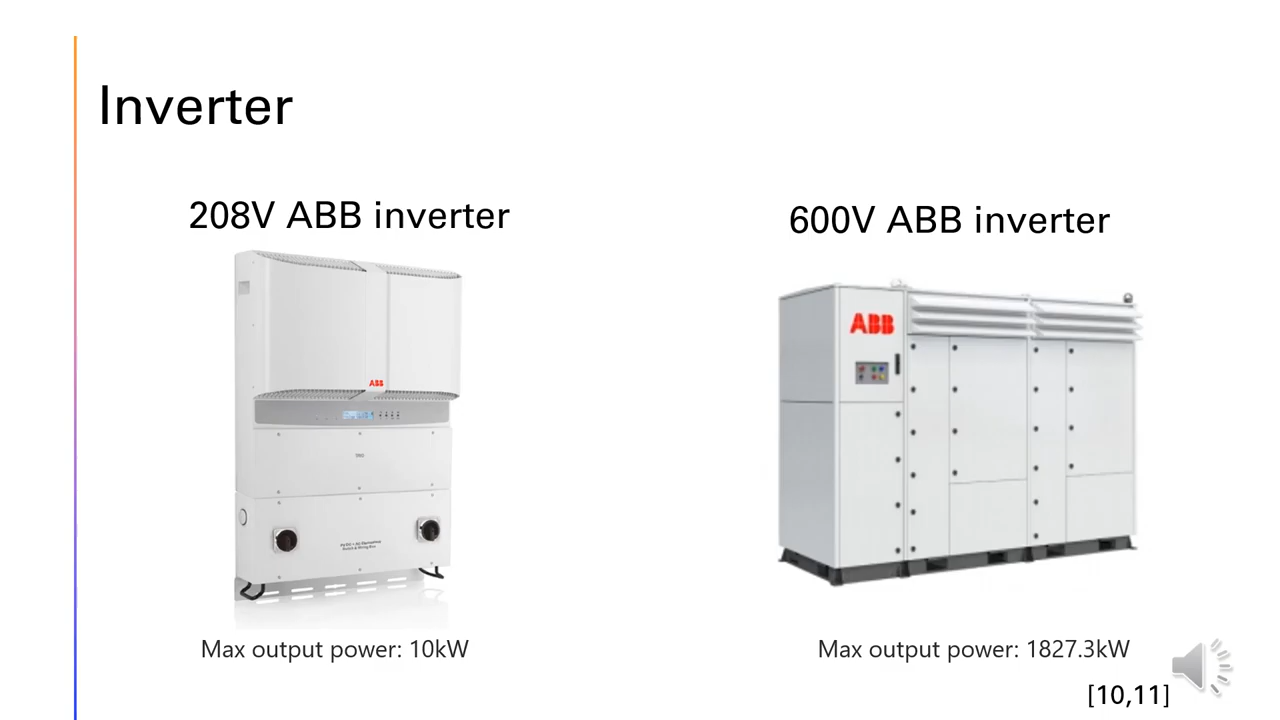 Inverter
208V ABB inverter
600V ABB inverter
ABB
ABB
Max output power: 10kW
Max output power: 1827.3kW
[10,11]